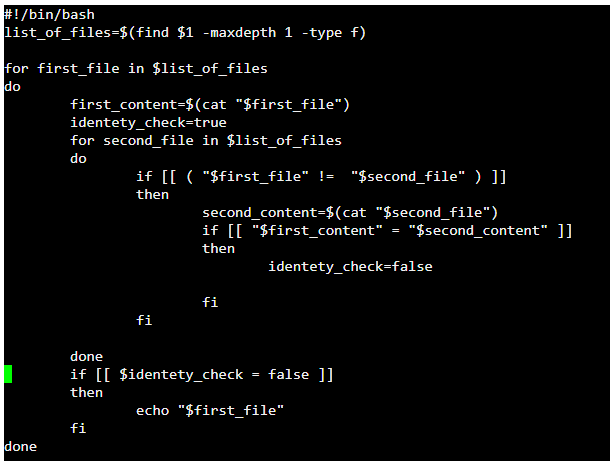 #!/bin/bash
list_of_files=$(find $1 -maxdepth 1 -type f)
for first_file in $list_of_files
do
first_content=$(cat "$first_file")
identety_check=true
for second_file in $list_of_files
do
if [[ ( "$first_file" !=  "$second_file" ) ]]
then
second_content=$(cat "$second_file")
if [[ "$first_content" = "$second_content" ]]
then
identety_check=false
fi
fi
done
if [[ $identety_check = false ]]
then
echo "$first_file"
fi
done